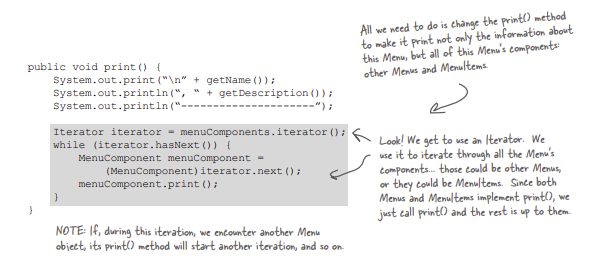 All we need to do is change the print() method
to make it print not only the information about
this Menu, but all of this Menu's components:
other Menus and MenuItems.
public void print() {
    System.out.print(“\n” + getName());
    System.out.println(“, “ + getDescription());
    System.out.println(“---------------------”);
    Iterator iterator = menuComponents.iterator();
    while (iterator.hasNext()) {
        MenuComponent menuComponent =
            (MenuComponent)iterator.next();
        menuComponent.print();
    }
}
Look! We get to use an Iterator. We
use it to iterate through all the Menu's
components... those could be other Menus,
or they could be MenuItems. Since both
Menus and MenuItems implement print(), we
just call print() and the rest is up to them.
NOTE: If, during this iteration, we encounter another Menu
object, its print() method will start another iteration, and so on.